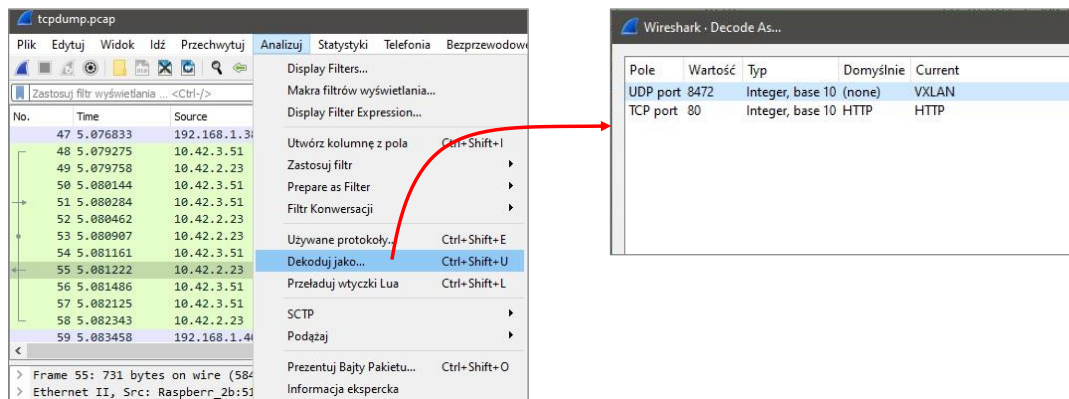 tcpdump.pcap
Plik Edytuj Widok Idź Przechwytuj Analizuj Statystyki Telefonia Bezprzewodowe
Zastosuj filtr wyświetlania ... <Ctrl-/>
No. Time Source
47 5.076833 192.168.1.38
48 5.079275 10.42.3.51
49 5.079758 10.42.2.23
50 5.080144 10.42.3.51
51 5.080284 10.42.3.51
52 5.080462 10.42.2.23
53 5.080907 10.42.2.23
54 5.081161 10.42.3.51
55 5.081222 10.42.2.23
56 5.081486 10.42.3.51
57 5.082125 10.42.3.51
58 5.082343 10.42.2.23
59 5.083458 192.168.1.40
Frame 55: 731 bytes on wire (584
Ethernet II, Src: Raspberr_2b:51
Display Filters...
Makra filtrów wyświetlania...
Display Filter Expression...
Utwórz kolumnę z pola Ctrl+Shift+I
Zastosuj filtr
Prepare as Filter
Filtr Konwersacji
Używane protokoły... Ctrl+Shift+E
Dekoduj jako... Ctrl+Shift+U
Przeładuj wtyczki Lua Ctrl+Shift+L
SCTP
Podążaj
Prezentuj Bajty Pakietu... Ctrl+Shift+O
Informacja ekspercka
Wireshark · Decode As...
Pole Wartość Typ Domyślnie Current
UDP port 8472 Integer, base 10 (none) VXLAN
TCP port 80 Integer, base 10 HTTP HTTP